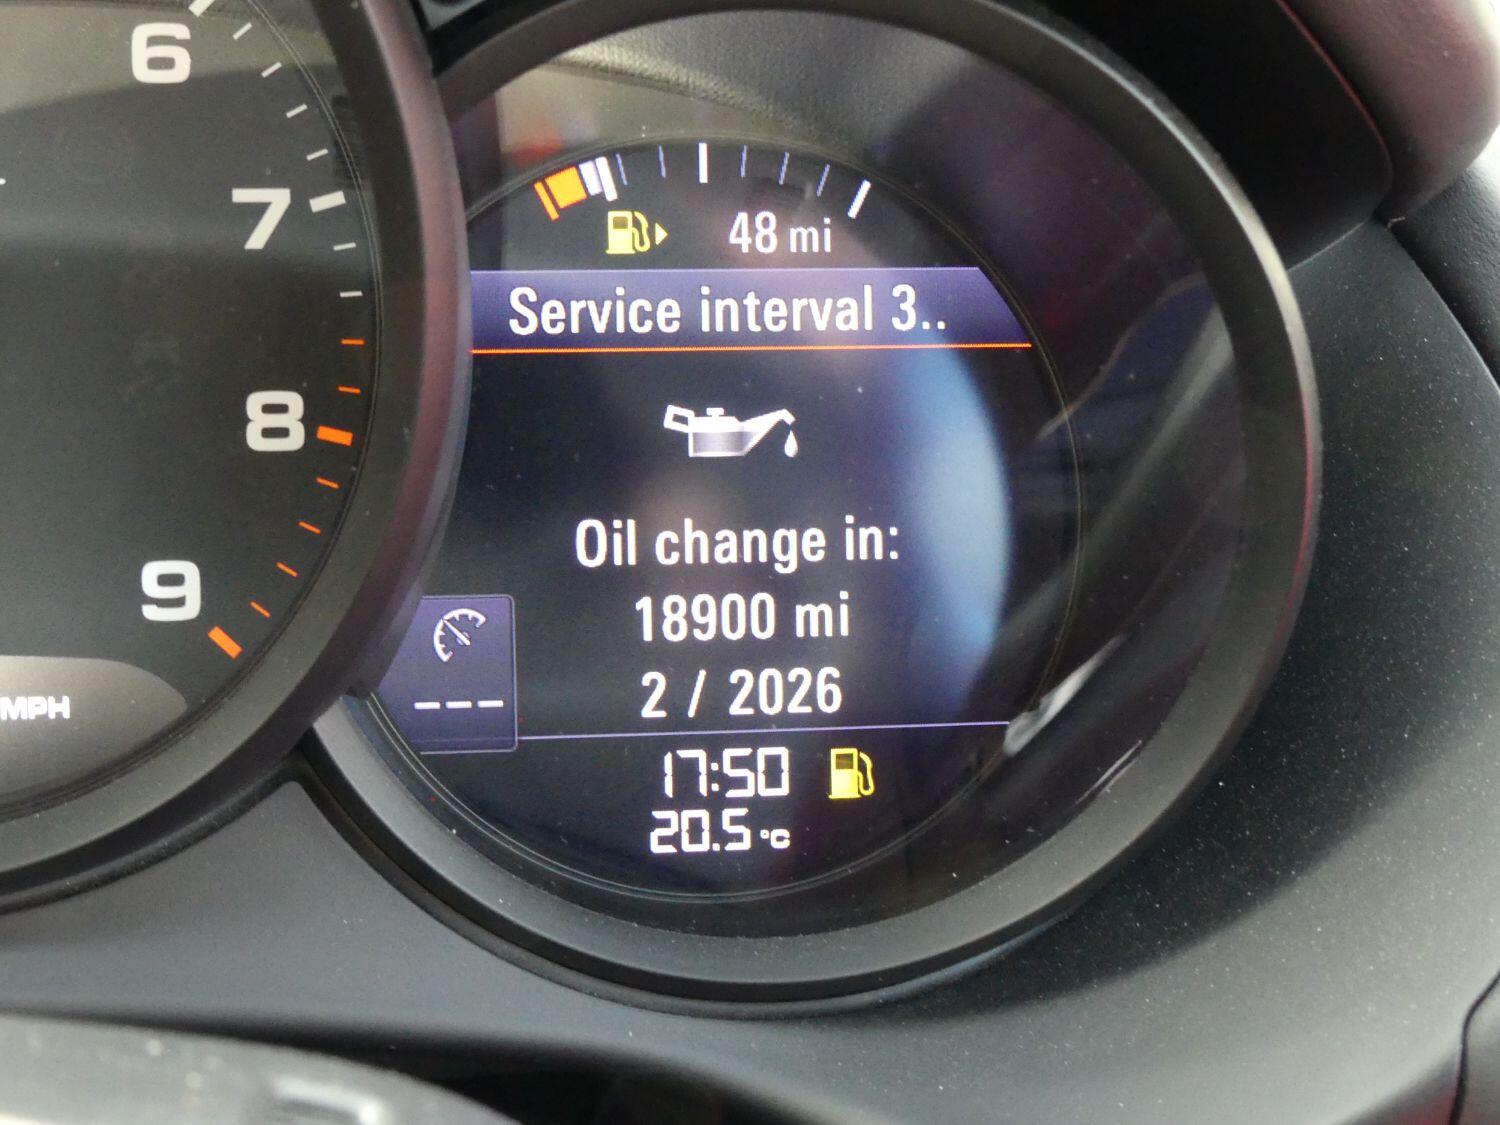 6
7
8
9
MPH
48 mi
Service interval 3..
Oil change in:
18900 mi
2 / 2026
---
17:50
20.5 °C